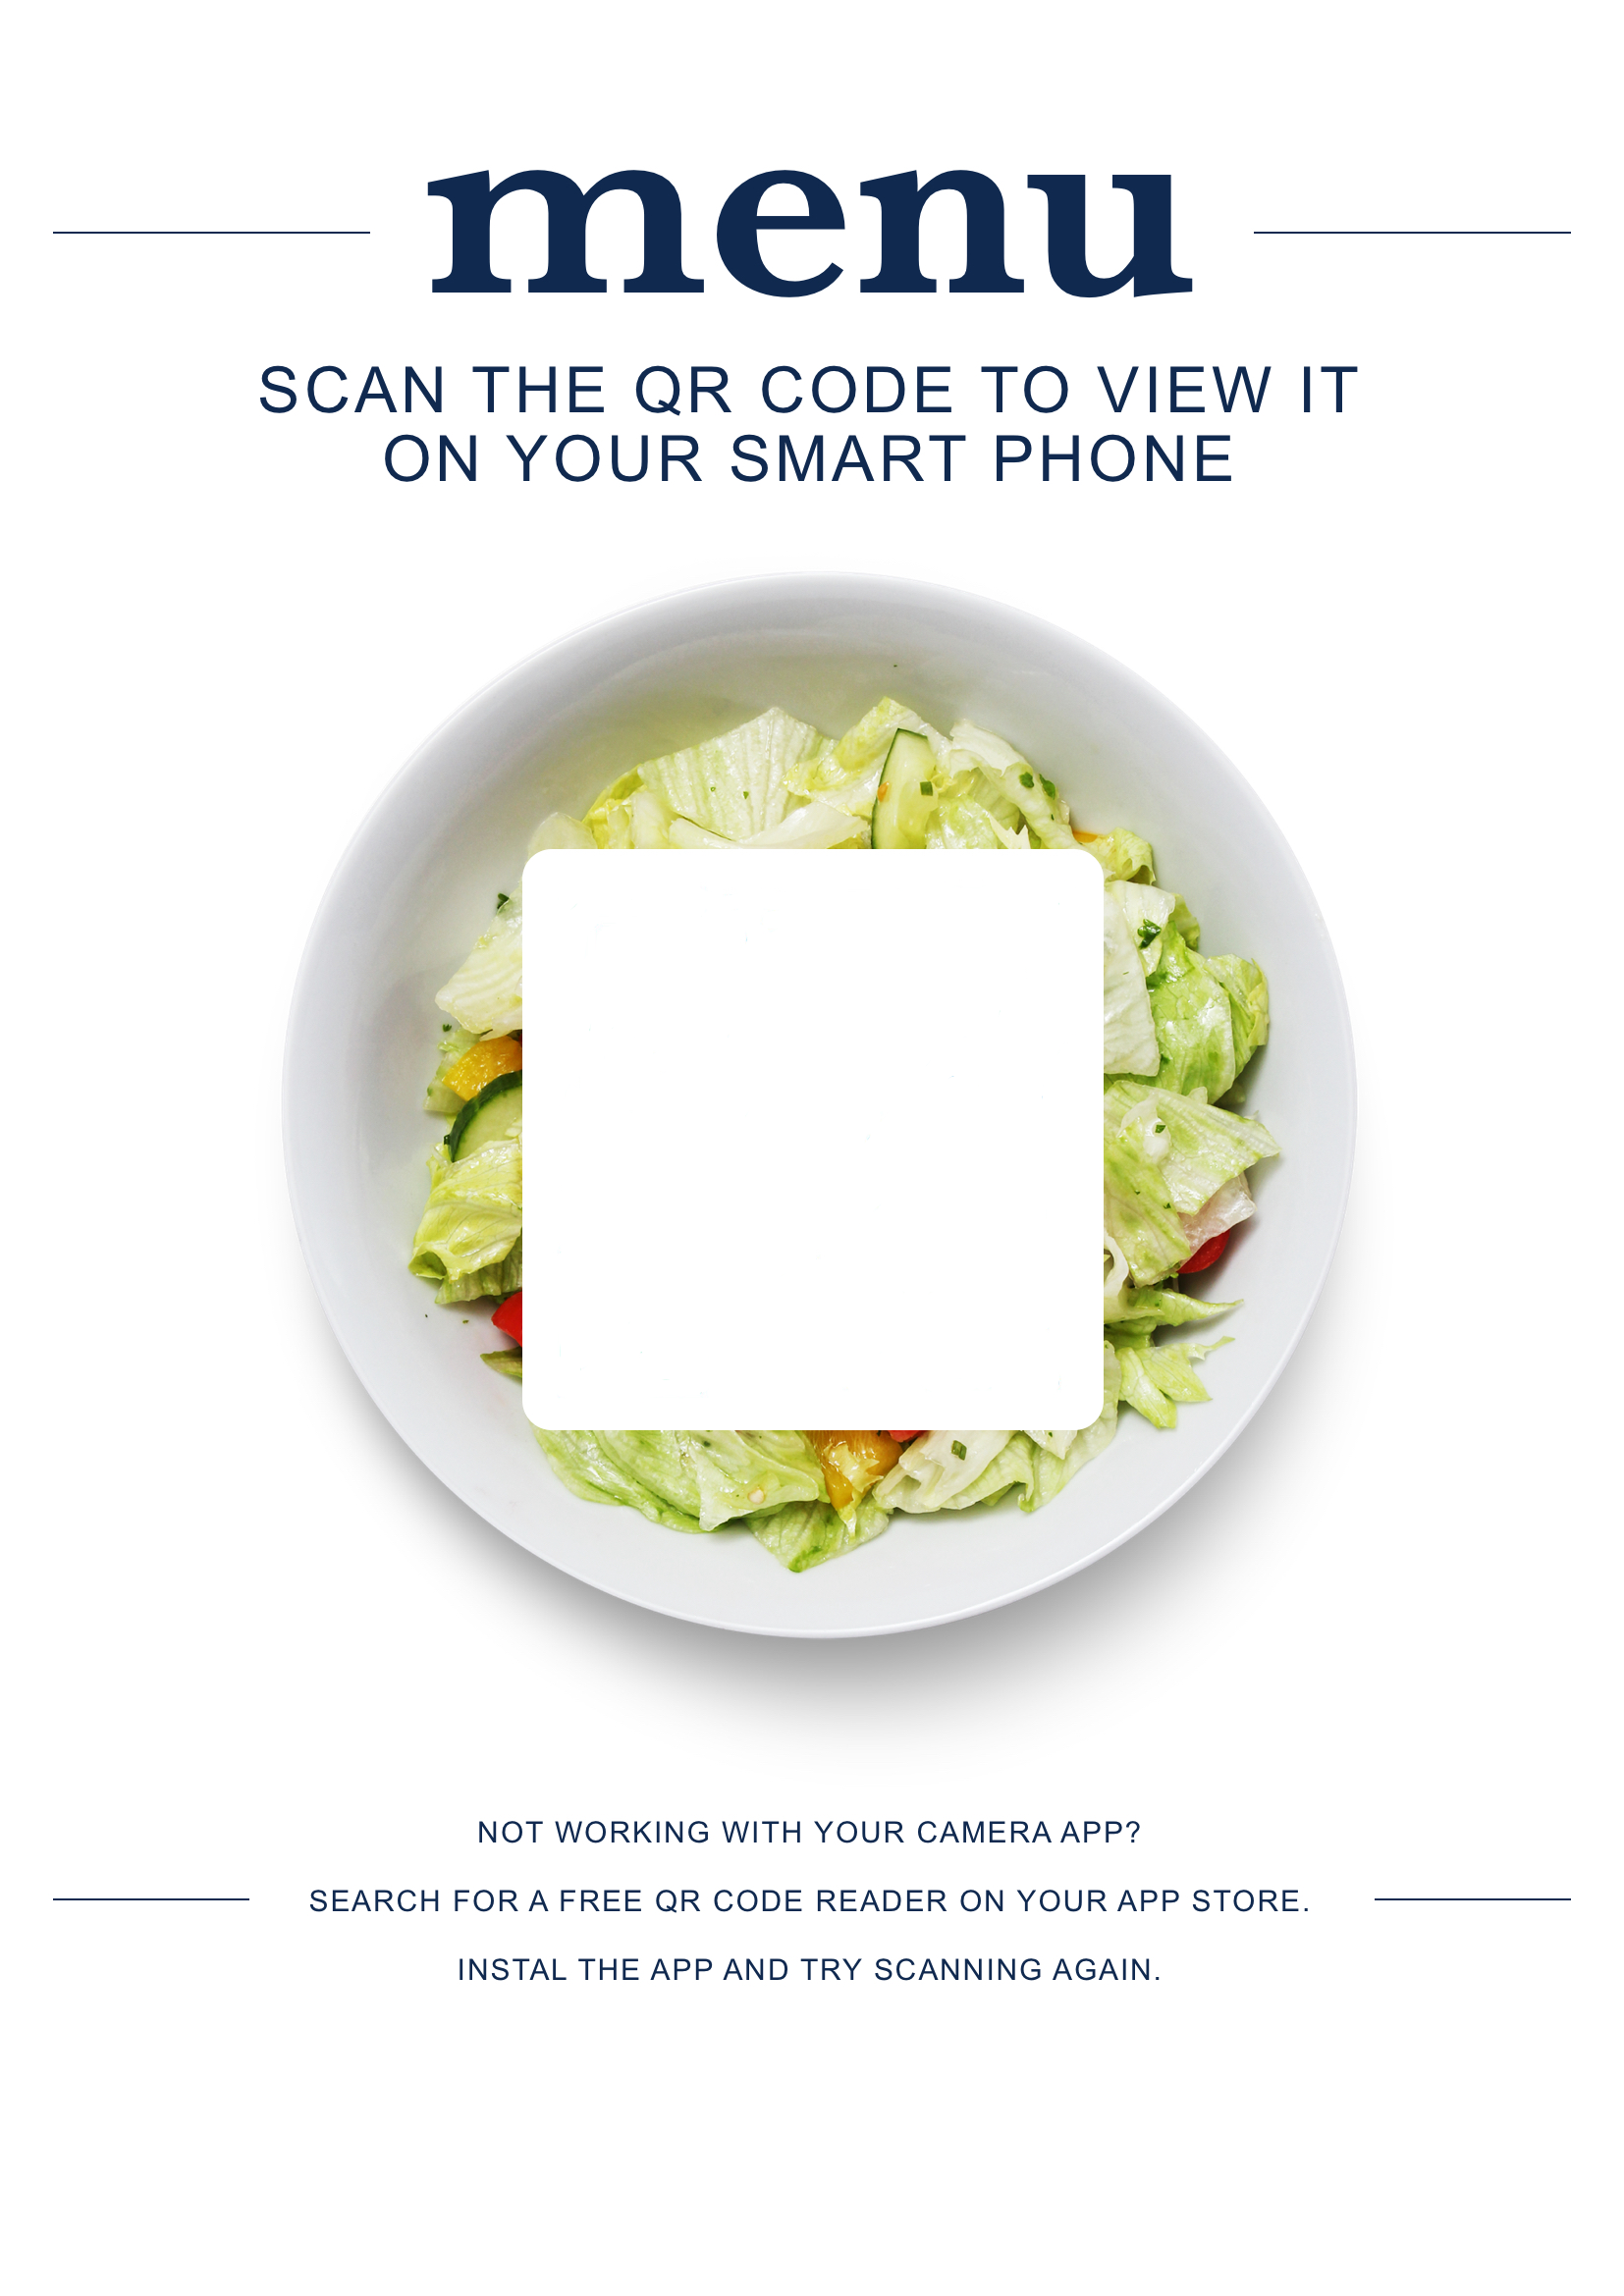 menu
SCAN THE QR CODE TO VIEW IT
ON YOUR SMART PHONE
NOT WORKING WITH YOUR CAMERA APP?
SEARCH FOR A FREE QR CODE READER ON YOUR APP STORE.
INSTAL THE APP AND TRY SCANNING AGAIN.